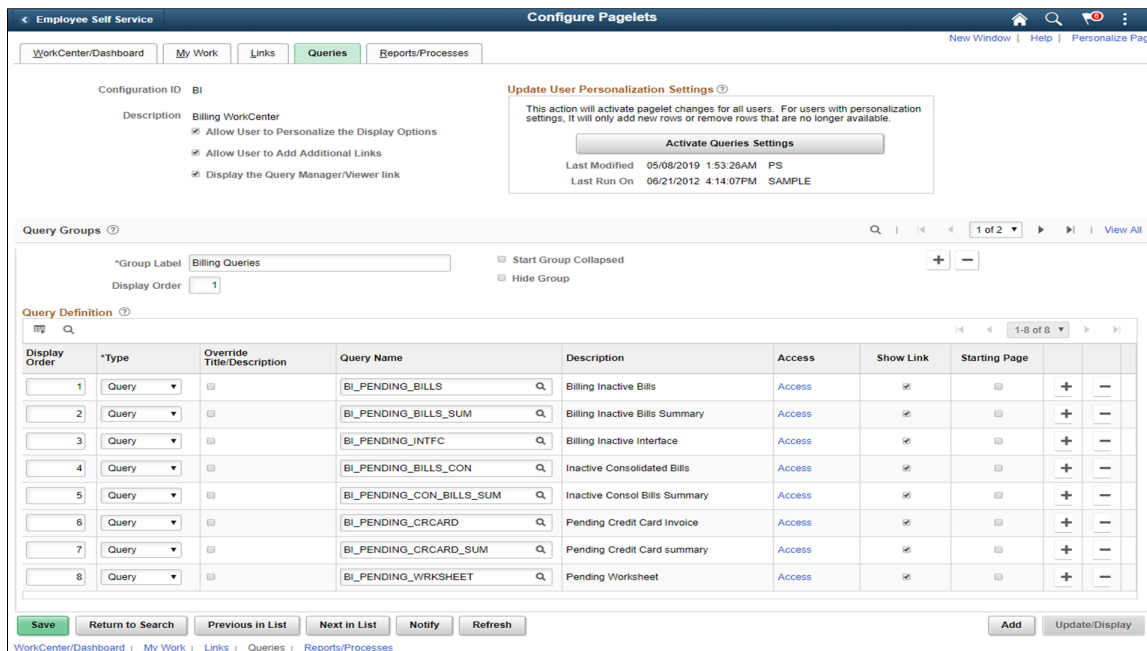 Employee Self Service
Configure Pagelets
6
New Window | Help | Personalize Pag
WorkCenter/Dashboard My Work Links Queries Reports/Processes
Configuration ID BI
Description Billing WorkCenter
Allow User to Personalize the Display Options
Allow User to Add Additional Links
Display the Query Manager/Viewer link
Update User Personalization Settings
This action will activate pagelet changes for all users. For users with personalization
settings, It will only add new rows or remove rows that are no longer available.
Activate Queries Settings
Last Modified 05/08/2019 1:53:26AM PS
Last Run On 06/21/2012 4:14:07PM SAMPLE
Query Groups ? 1 of 2 | View All
*Group Label Billing Queries
Display Order 1
Start Group Collapsed
Hide Group
Query Definition ?
1-8 of 8
Display Order *Type Override Title/Description Query Name Description Access Show Link Starting Page
1 Query BI_PENDING_BILLS Billing Inactive Bills Access
2 Query BI_PENDING_BILLS_SUM Billing Inactive Bills Summary Access
3 Query BI_PENDING_INTFC Billing Inactive Interface Access
4 Query BI_PENDING_BILLS_CON Inactive Consolidated Bills Access
5 Query BI_PENDING_CON_BILLS_SUM Inactive Consol Bills Summary Access
6 Query BI_PENDING_CRCARD Pending Credit Card Invoice Access
7 Query BI_PENDING_CRCARD_SUM Pending Credit Card summary Access
8 Query BI_PENDING_WRKSHEET Pending Worksheet Access
Save Return to Search Previous in List Next in List Notify Refresh Add Update/Display
WorkCenter/Dashboard | My Work | Links | Queries | Reports/Processes